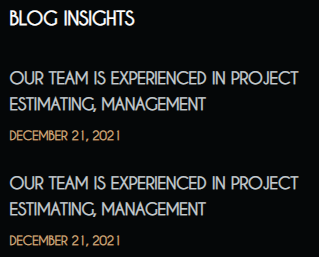 BLOG INSIGHTS
OUR TEAM IS EXPERIENCED IN PROJECT
ESTIMATING, MANAGEMENT
DECEMBER 21, 2021
OUR TEAM IS EXPERIENCED IN PROJECT
ESTIMATING, MANAGEMENT
DECEMBER 21, 2021